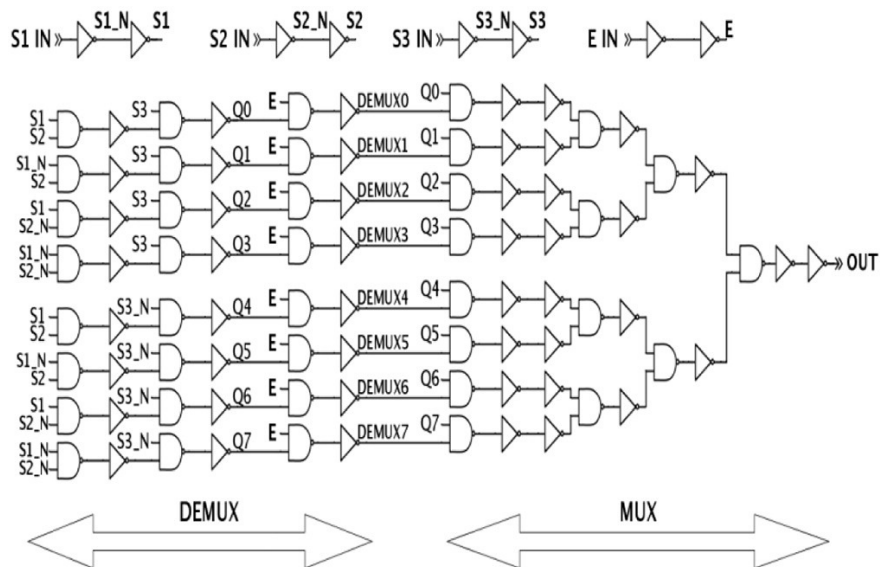 S1 IN S1_N S1 S2 IN S2_N S2 S3 IN S3_N S3 E IN E
S1 S2 S3 Q0 E DEMUX0 Q0
S1_N S2 S3 Q1 E DEMUX1 Q1
S1 S2_N S3 Q2 E DEMUX2 Q2
S1_N S2_N S3 Q3 E DEMUX3 Q3
OUT
S1 S2 S3_N Q4 E DEMUX4 Q4
S1_N S2 S3_N Q5 E DEMUX5 Q5
S1 S2_N S3_N Q6 E DEMUX6 Q6
S1_N S2_N S3_N Q7 E DEMUX7 Q7
DEMUX MUX